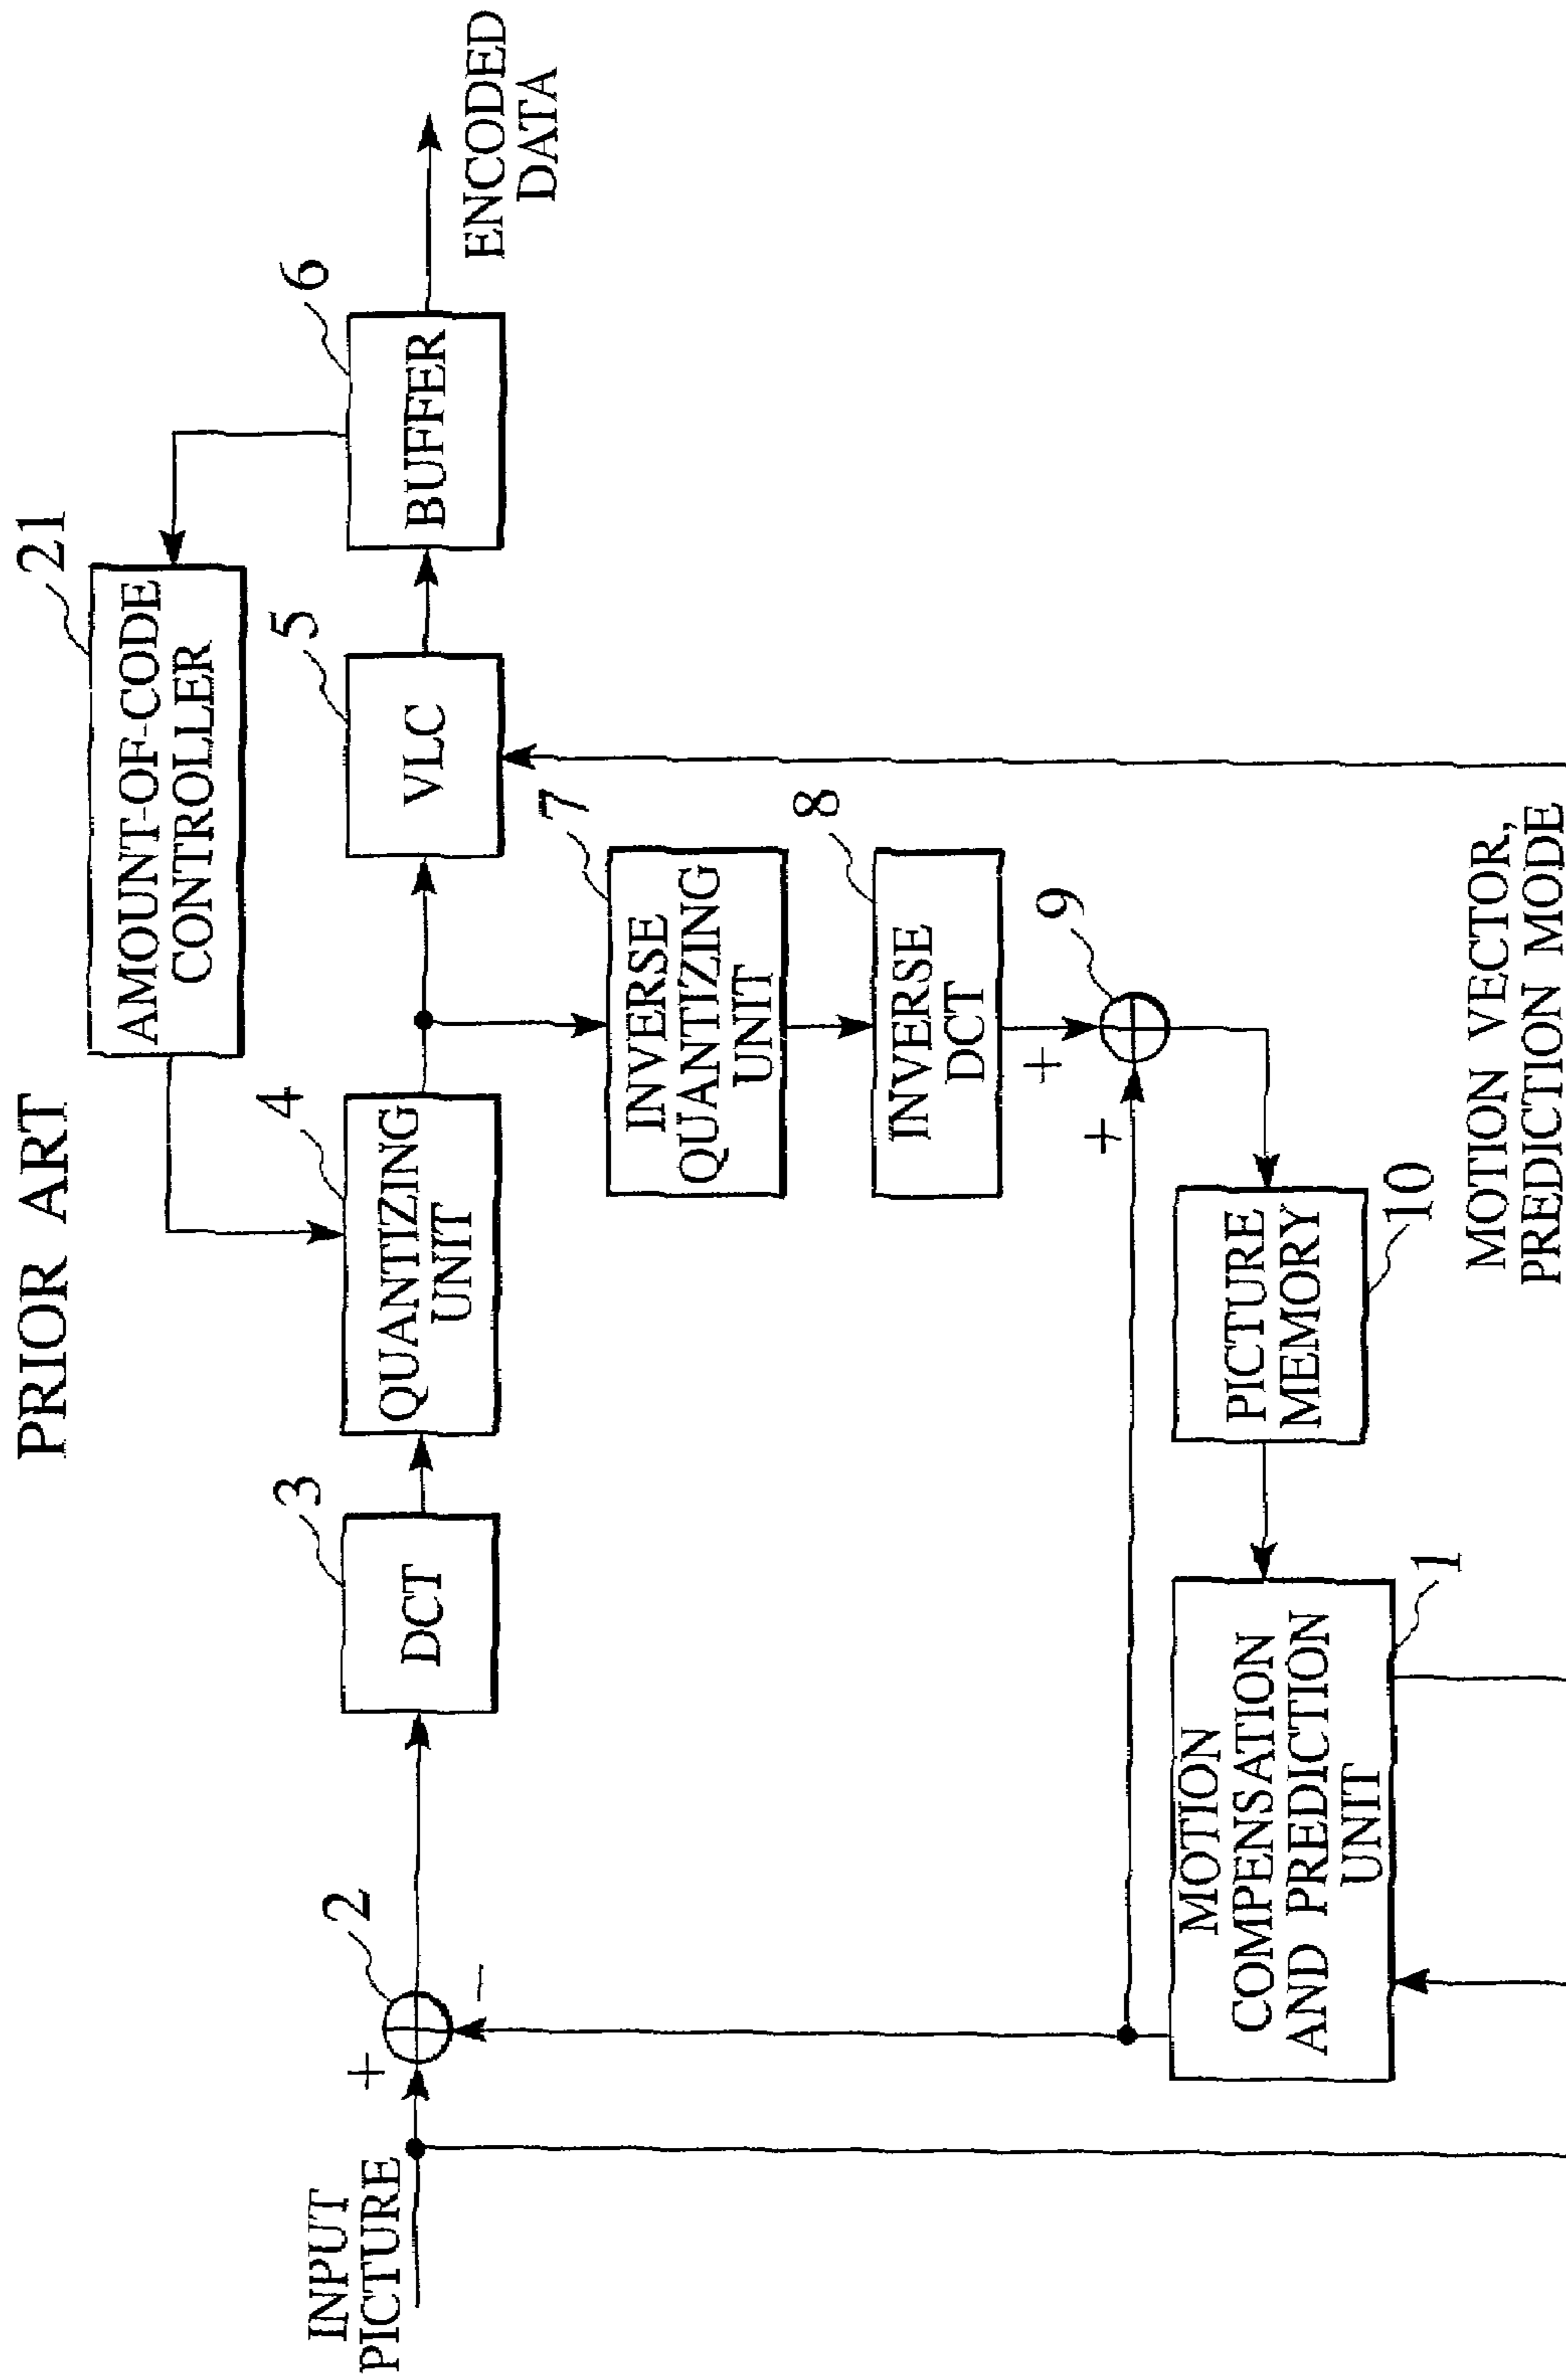 PRIOR ART
21
AMOUNT-OF-CODE
CONTROLLER
INPUT
PICTURE
+
2
−
3
DCT
4
QUANTIZING
UNIT
5
VLC
6
BUFFER
ENCODED
DATA
7
INVERSE
QUANTIZING
UNIT
8
INVERSE
DCT
+
9
+
MOTION
COMPENSATION
AND PREDICTION
UNIT
1
PICTURE
MEMORY
10
MOTION VECTOR,
PREDICTION MODE